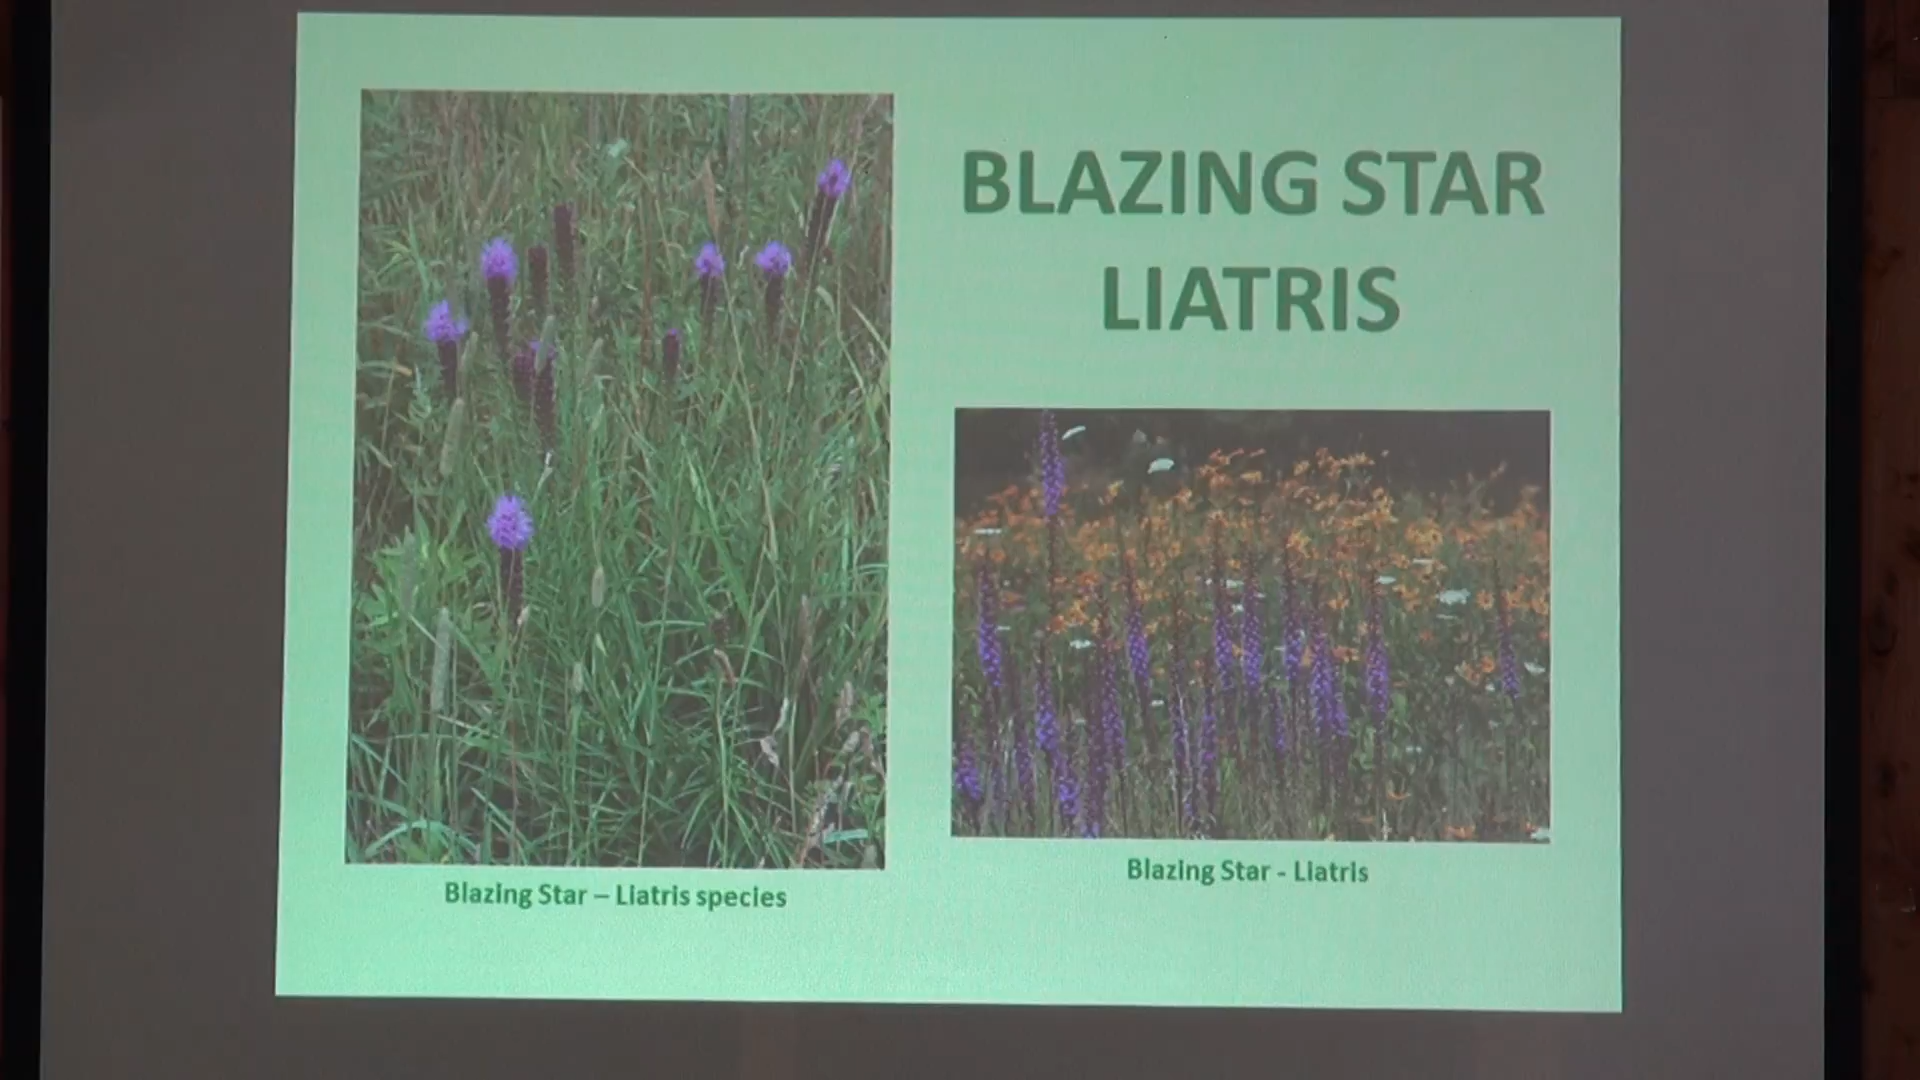 BLAZING STAR
LIATRIS
Blazing Star – Liatris species
Blazing Star - Liatris